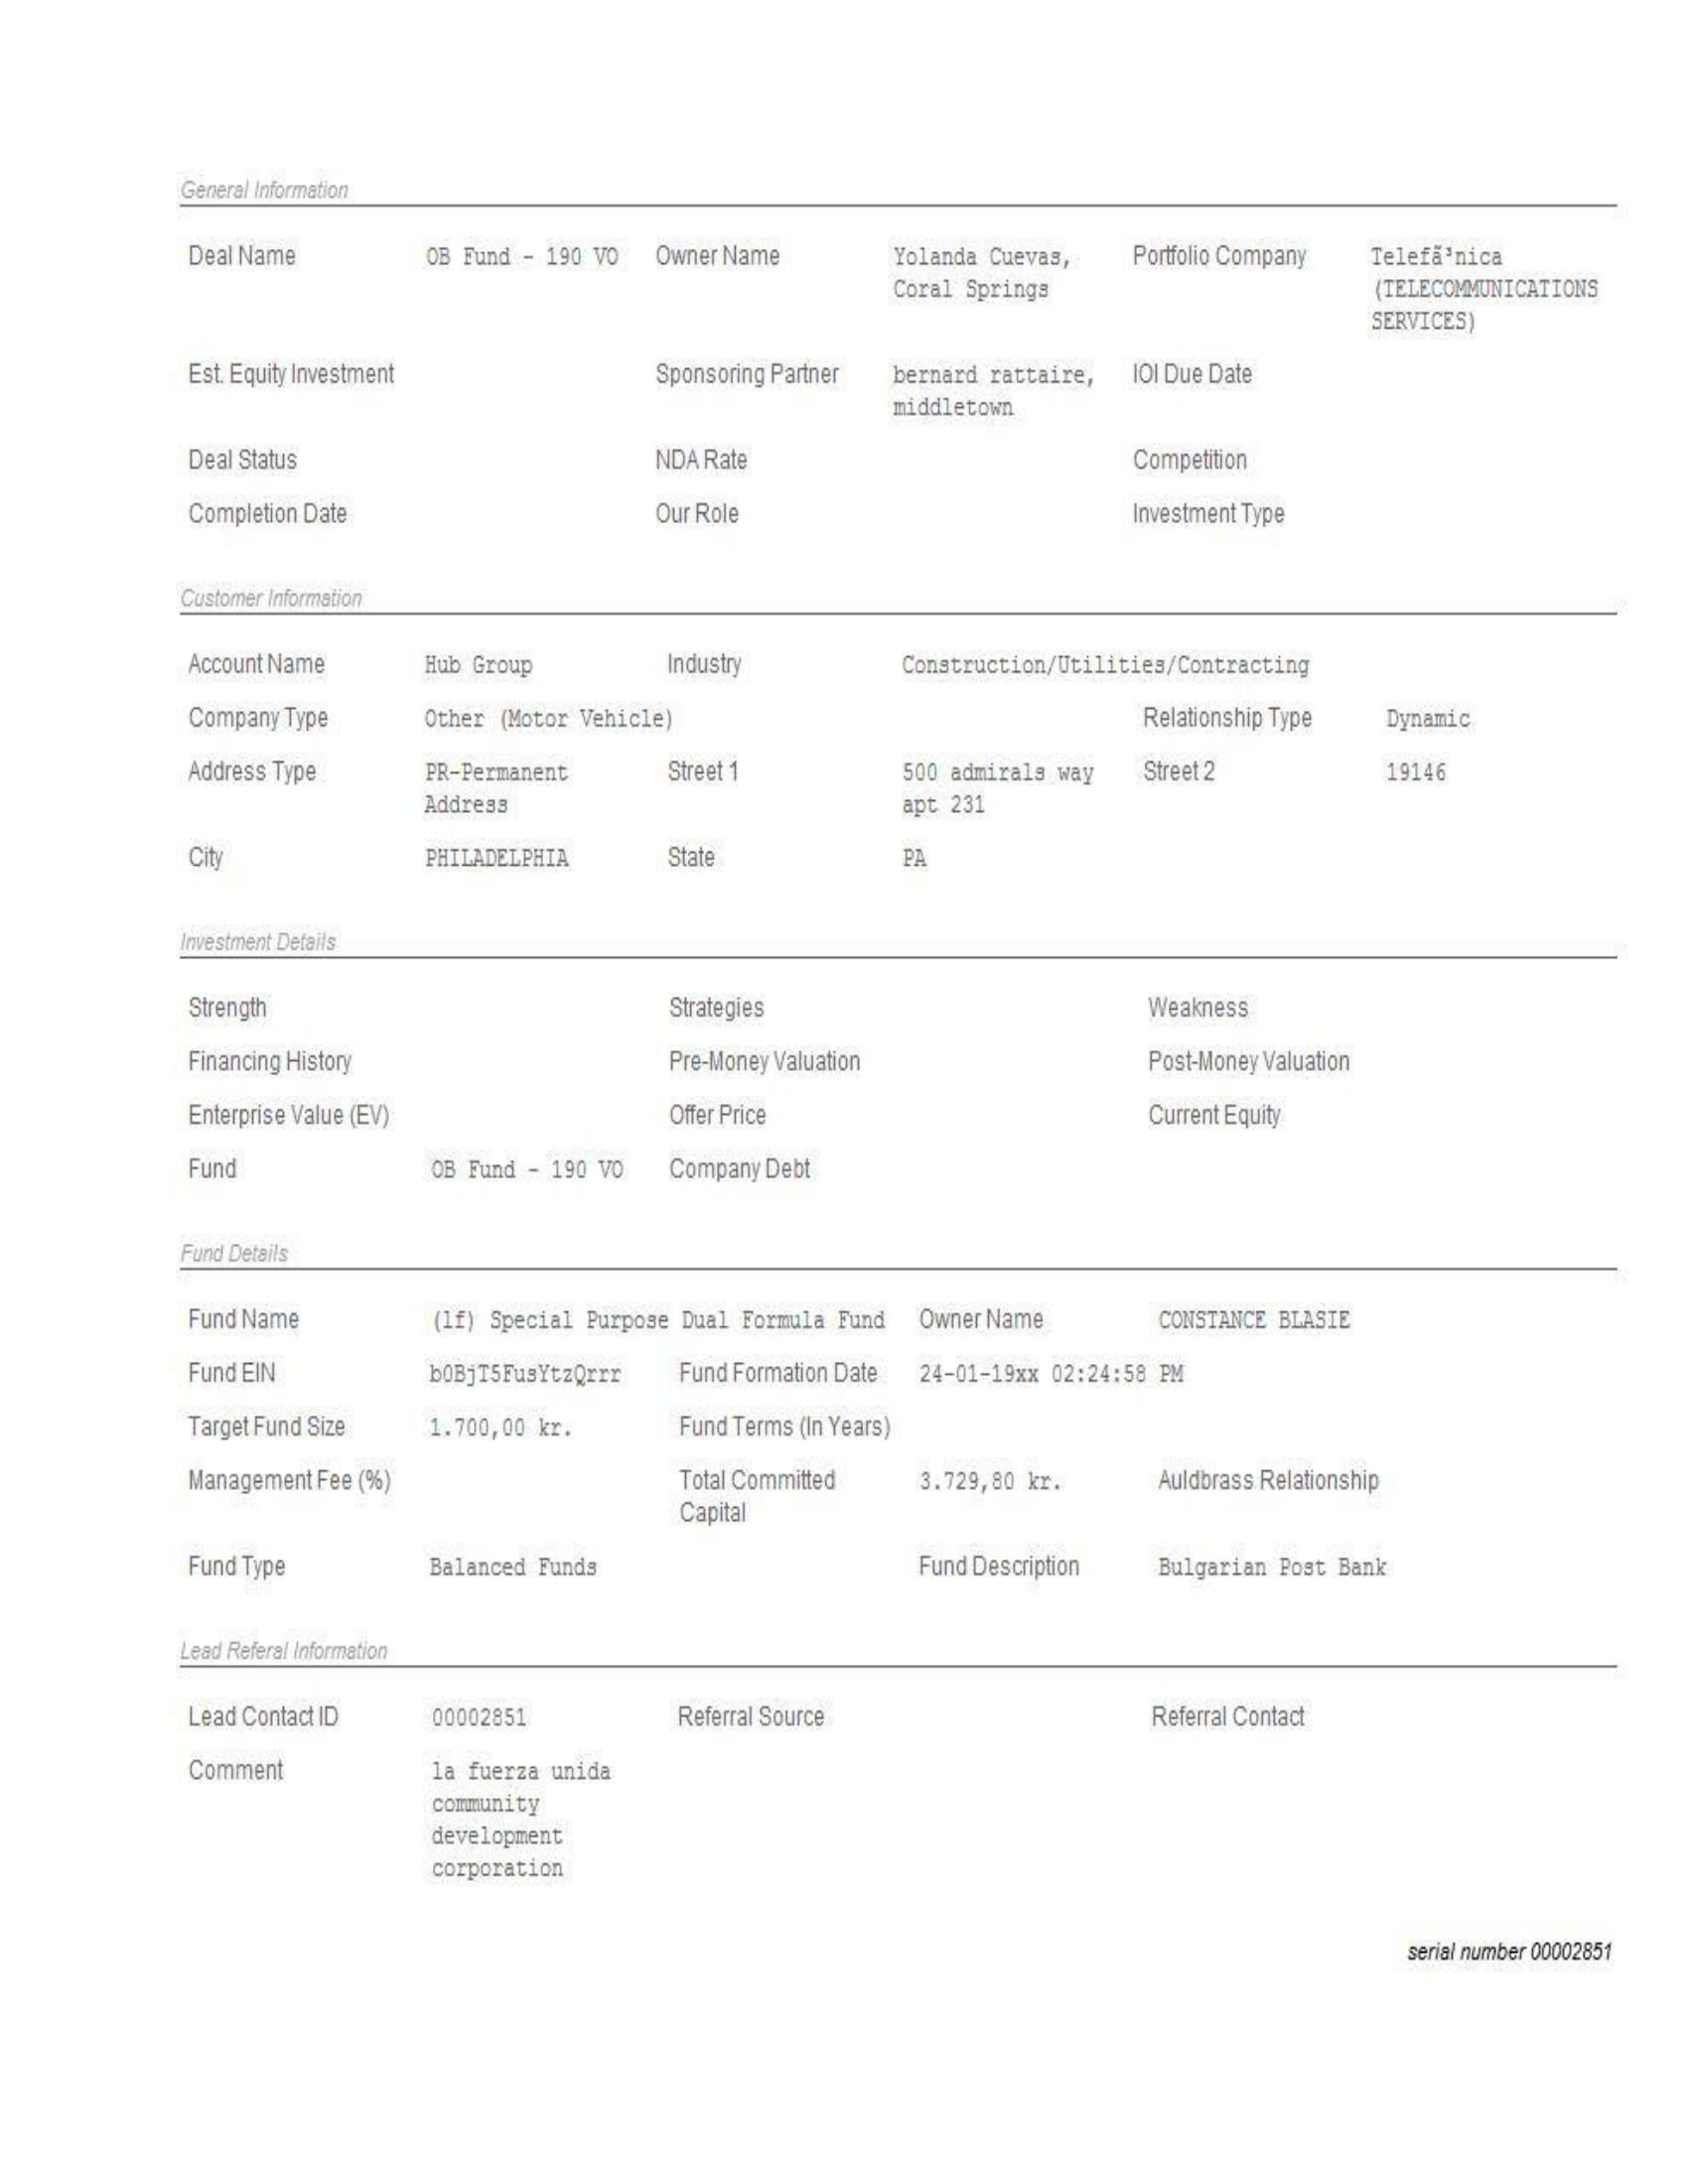 General Information
Deal Name OB Fund - 190 VO Owner Name Yolanda Cuevas, Portfolio Company Telefã³nica
Coral Springs (TELECOMMUNICATIONS
SERVICES)
Est. Equity Investment Sponsoring Partner bernard rattaire, IOI Due Date
middletown
Deal Status NDA Rate Competition
Completion Date Our Role Investment Type
Customer Information
Account Name Hub Group Industry Construction/Utilities/Contracting
Company Type Other (Motor Vehicle) Relationship Type Dynamic
Address Type PR-Permanent Street 1 500 admirals way Street 2 19146
Address apt 231
City PHILADELPHIA State PA
Investment Details
Strength Strategies Weakness
Financing History Pre-Money Valuation Post-Money Valuation
Enterprise Value (EV) Offer Price Current Equity
Fund OB Fund - 190 VO Company Debt
Fund Details
Fund Name (lf) Special Purpose Dual Formula Fund Owner Name CONSTANCE BLASIE
Fund EIN b0BjT5FusYtzQrrr Fund Formation Date 24-01-19xx 02:24:58 PM
Target Fund Size 1.700,00 kr. Fund Terms (In Years)
Management Fee (%) Total Committed 3.729,80 kr. Auldbrass Relationship
Capital
Fund Type Balanced Funds Fund Description Bulgarian Post Bank
Lead Referal Information
Lead Contact ID 00002851 Referral Source Referral Contact
Comment la fuerza unida
community
development
corporation
serial number 00002851